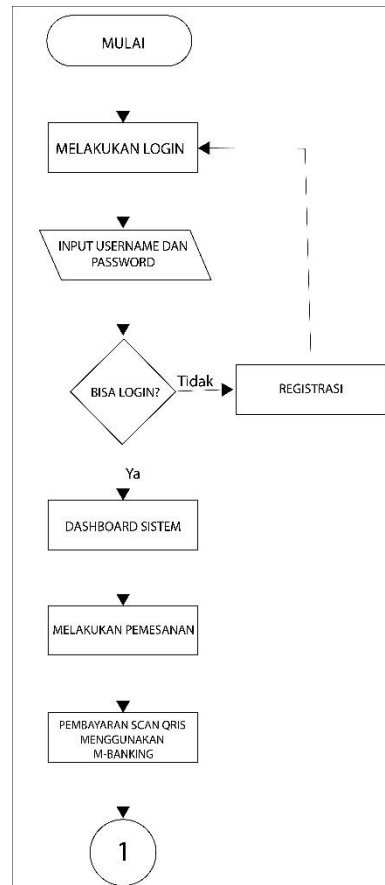 MULAI
MELAKUKAN LOGIN
INPUT USERNAME DAN
PASSWORD
BISA LOGIN?
Tidak
REGISTRASI
Ya
DASHBOARD SISTEM
MELAKUKAN PEMESANAN
PEMBAYARAN SCAN QRIS
MENGGUNAKAN
M-BANKING
1